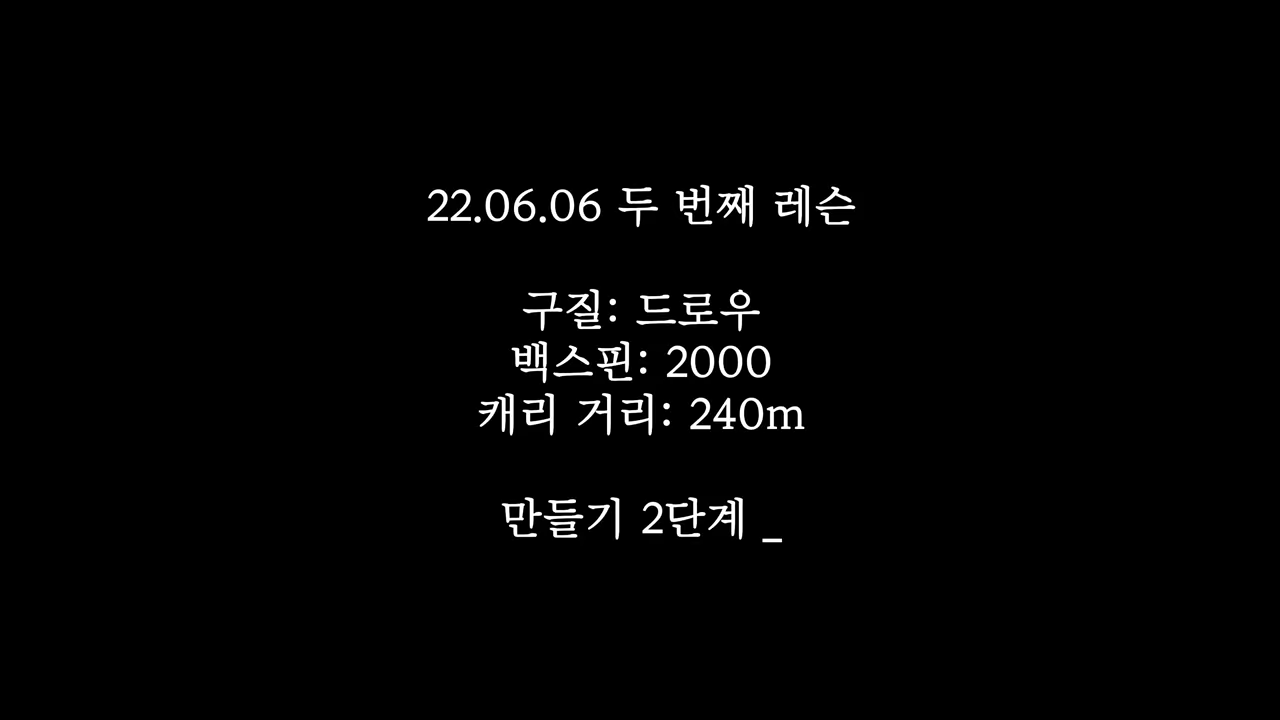 22.06.06 두 번째 레슨
구질: 드로우
백스핀: 2000
캐리 거리: 240m
만들기 2단계 _